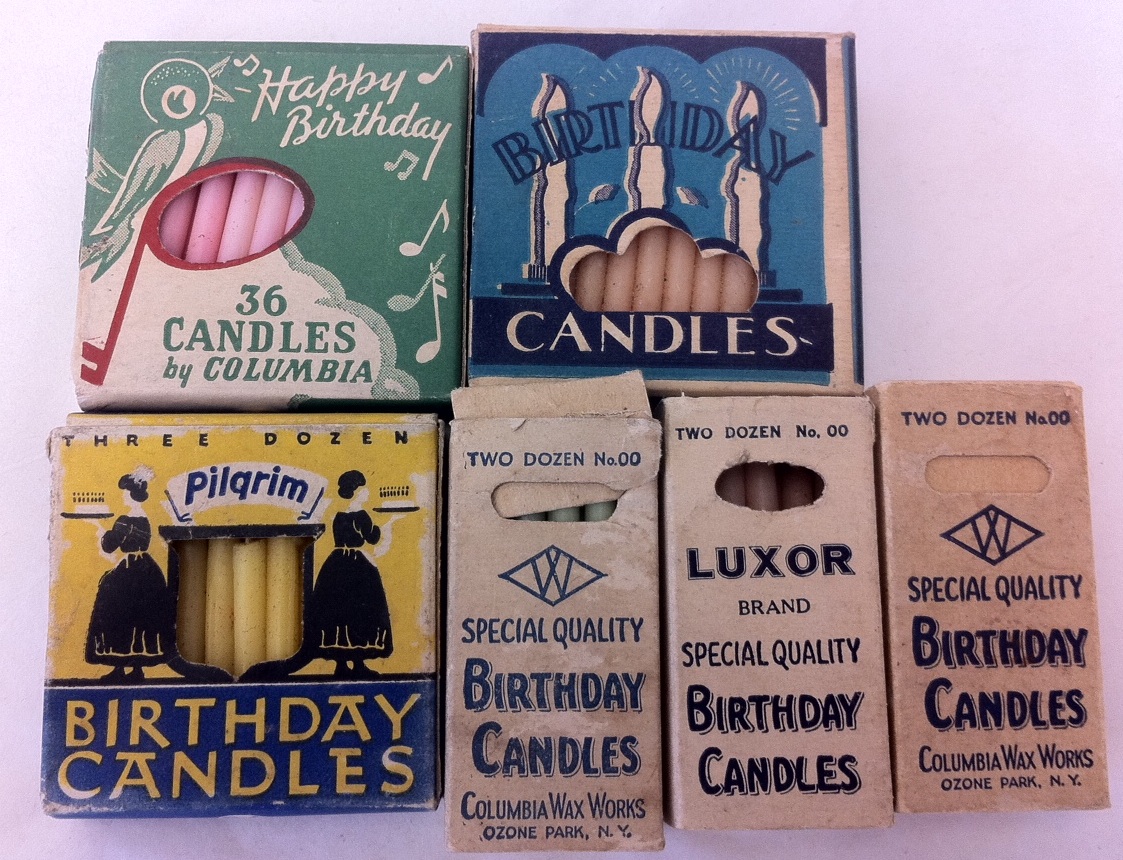 Happy
Birthday
36
CANDLES
by COLUMBIA
BIRTHDAY
CANDLES
THREE DOZEN
Pilgrim
BIRTHDAY
CANDLES
TWO DOZEN No.00
W
SPECIAL QUALITY
BIRTHDAY
CANDLES
COLUMBIA WAX WORKS
OZONE PARK, N.Y.
TWO DOZEN No. 00
LUXOR
BRAND
SPECIAL QUALITY
BIRTHDAY
CANDLES
TWO DOZEN No.00
W
SPECIAL QUALITY
BIRTHDAY
CANDLES
COLUMBIA WAX WORKS
OZONE PARK, N.Y.